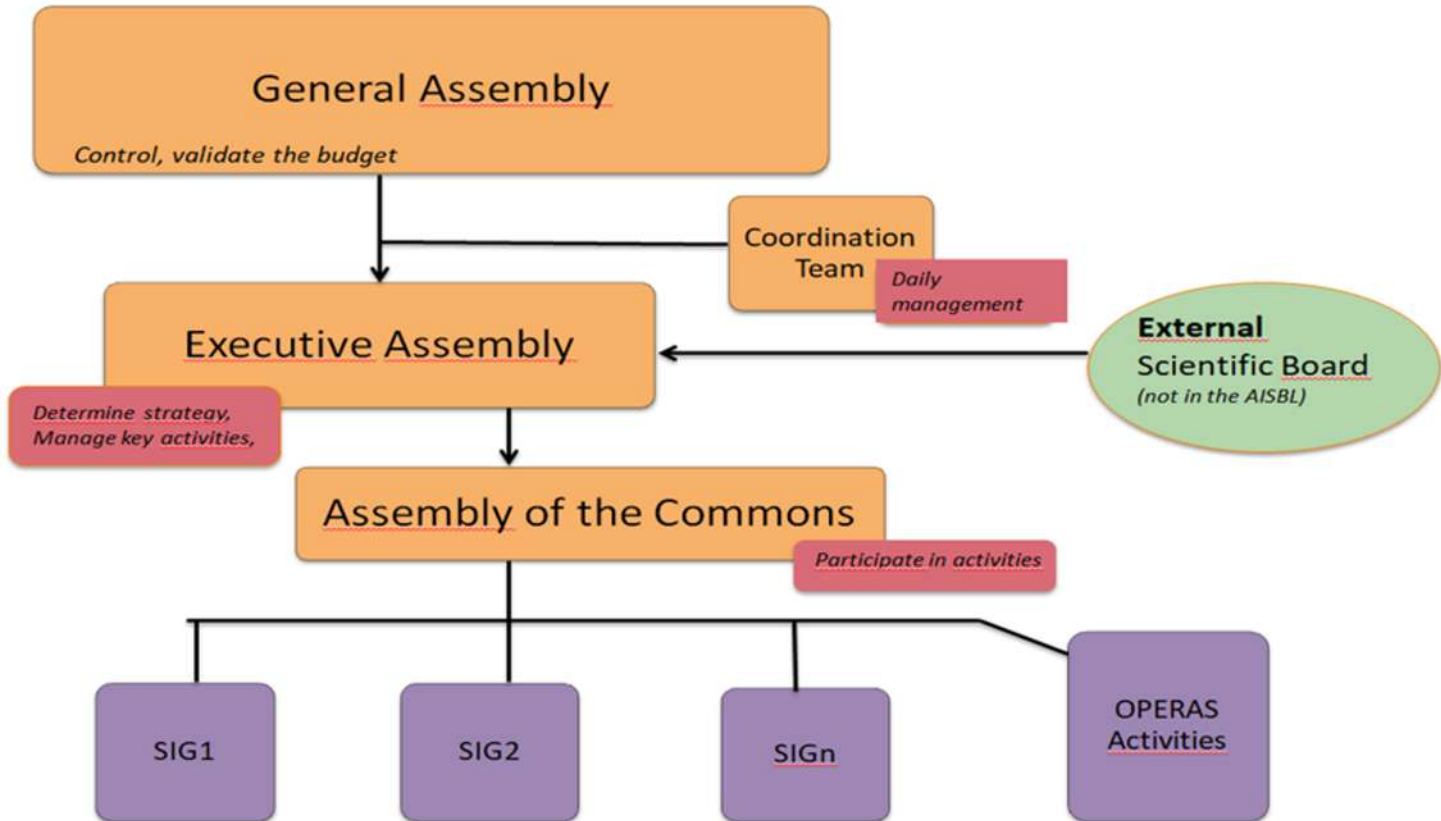 General Assembly
Control, validate the budget
Coordination
Team
Daily
management
Executive Assembly
Determine strategy,
Manage key activities,
External
Scientific Board
(not in the AISBL)
Assembly of the Commons
Participate in activities
SIG1
SIG2
SIGn
OPERAS
Activities